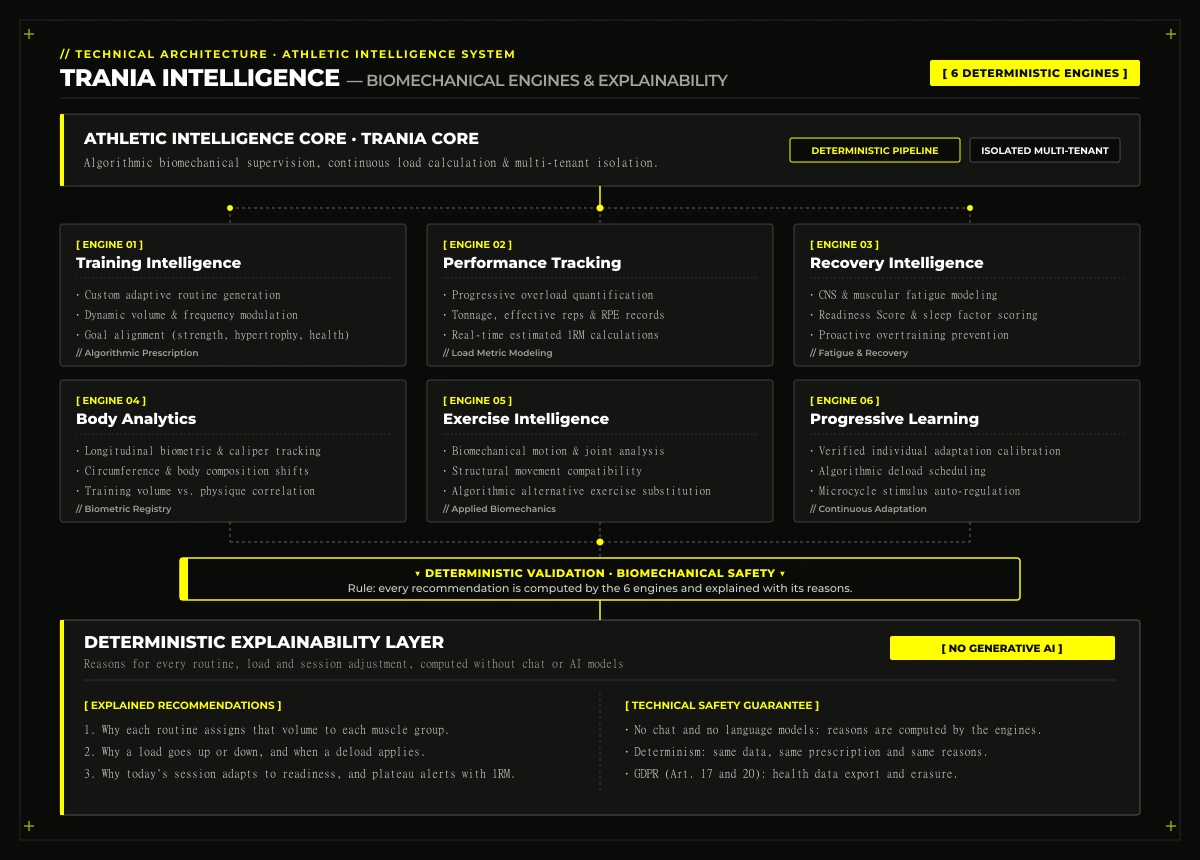 // TECHNICAL ARCHITECTURE · ATHLETIC INTELLIGENCE SYSTEM
TRANIA INTELLIGENCE — BIOMECHANICAL ENGINES & EXPLAINABILITY
[ 6 DETERMINISTIC ENGINES ]
ATHLETIC INTELLIGENCE CORE · TRANIA CORE
Algorithmic biomechanical supervision, continuous load calculation & multi-tenant isolation.
DETERMINISTIC PIPELINE
ISOLATED MULTI-TENANT
[ ENGINE 01 ]
Training Intelligence
· Custom adaptive routine generation
· Dynamic volume & frequency modulation
· Goal alignment (strength, hypertrophy, health)
// Algorithmic Prescription
[ ENGINE 02 ]
Performance Tracking
· Progressive overload quantification
· Tonnage, effective reps & RPE records
· Real-time estimated 1RM calculations
// Load Metric Modeling
[ ENGINE 03 ]
Recovery Intelligence
· CNS & muscular fatigue modeling
· Readiness Score & sleep factor scoring
· Proactive overtraining prevention
// Fatigue & Recovery
[ ENGINE 04 ]
Body Analytics
· Longitudinal biometric & caliper tracking
· Circumference & body composition shifts
· Training volume vs. physique correlation
// Biometric Registry
[ ENGINE 05 ]
Exercise Intelligence
· Biomechanical motion & joint analysis
· Structural movement compatibility
· Algorithmic alternative exercise substitution
// Applied Biomechanics
[ ENGINE 06 ]
Progressive Learning
· Verified individual adaptation calibration
· Algorithmic deload scheduling
· Microcycle stimulus auto-regulation
// Continuous Adaptation
▼ DETERMINISTIC VALIDATION · BIOMECHANICAL SAFETY ▼
Rule: every recommendation is computed by the 6 engines and explained with its reasons.
DETERMINISTIC EXPLAINABILITY LAYER
Reasons for every routine, load and session adjustment, computed without chat or AI models
[ NO GENERATIVE AI ]
[ EXPLAINED RECOMMENDATIONS ]
1. Why each routine assigns that volume to each muscle group.
2. Why a load goes up or down, and when a deload applies.
3. Why today's session adapts to readiness, and plateau alerts with 1RM.
[ TECHNICAL SAFETY GUARANTEE ]
· No chat and no language models: reasons are computed by the engines.
· Determinism: same data, same prescription and same reasons.
· GDPR (Art. 17 and 20): health data export and erasure.